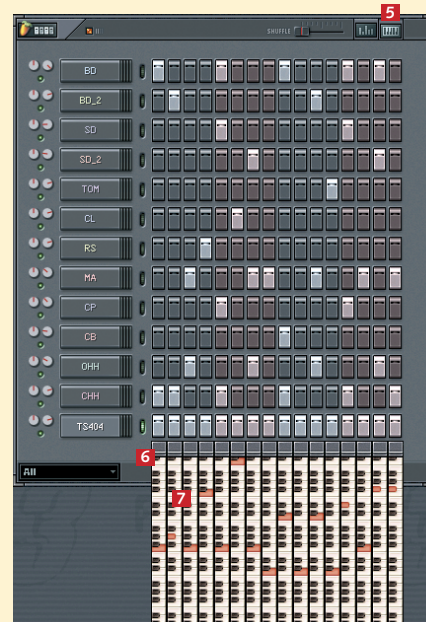 5
SHUFFLE
BD
BD_2
SD
SD_2
TOM
CL
RS
MA
CP
CB
OHH
CHH
TS404
6
All
7